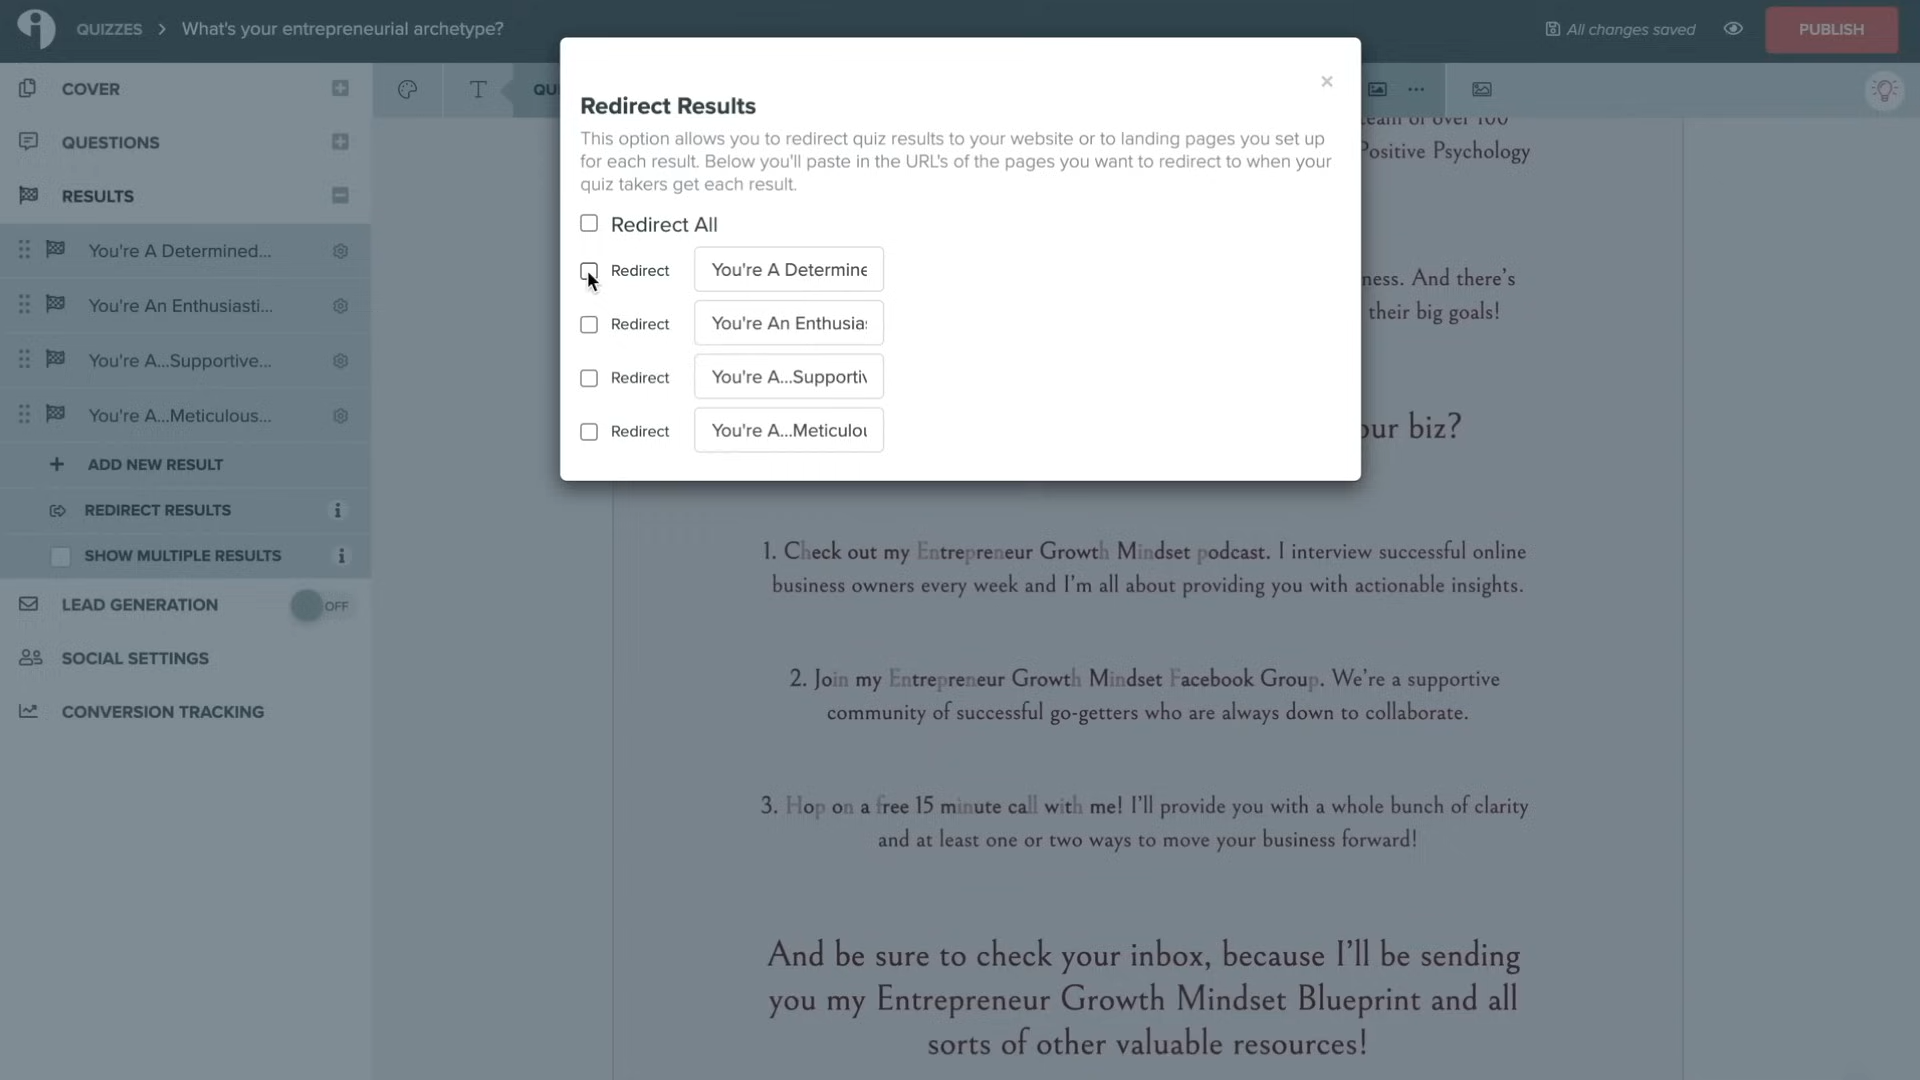 QUIZZES > What's your entrepreneurial archetype?
All changes saved
PUBLISH
COVER
QUESTIONS
RESULTS
You're A Determined...
You're An Enthusiasti...
You're A...Supportive...
You're A...Meticulous...
ADD NEW RESULT
REDIRECT RESULTS
SHOW MULTIPLE RESULTS
LEAD GENERATION
OFF
SOCIAL SETTINGS
CONVERSION TRACKING
T
QU
Redirect Results
This option allows you to redirect quiz results to your website or to landing pages you set up
for each result. Below you'll paste in the URL's of the pages you want to redirect to when your
quiz takers get each result.
Redirect All
Redirect You're A Determine
Redirect You're An Enthusia
Redirect You're A...Supportiv
Redirect You're A...Meticulou
team of over 100
Positive Psychology
ness. And there's
their big goals!
our biz?
1. Check out my Entrepreneur Growth Mindset podcast. I interview successful online
business owners every week and I'm all about providing you with actionable insights.
2. Join my Entrepreneur Growth Mindset Facebook Group. We're a supportive
community of successful go-getters who are always down to collaborate.
3. Hop on a free 15 minute call with me! I'll provide you with a whole bunch of clarity
and at least one or two ways to move your business forward!
And be sure to check your inbox, because I'll be sending
you my Entrepreneur Growth Mindset Blueprint and all
sorts of other valuable resources!